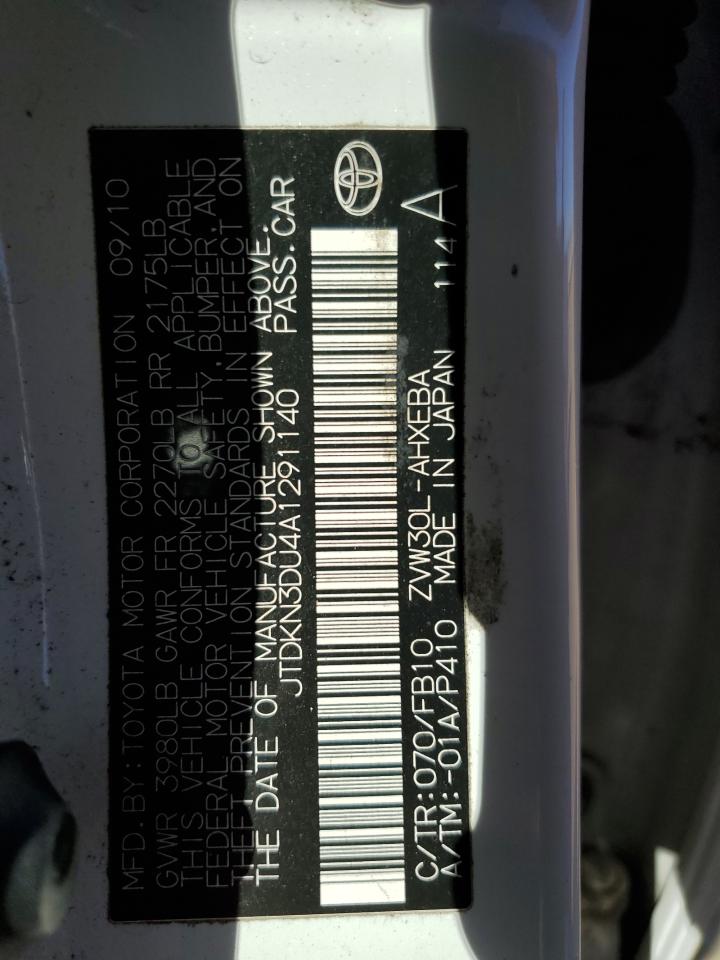 MFD. BY: TOYOTA MOTOR CORPORATION 09/10
GVWR 3980LB GAWR FR 2270LB RR 2175LB
THIS VEHICLE CONFORMS TO ALL APPLICABLE
FEDERAL MOTOR VEHICLE SAFETY, BUMPER, AND
THEFT PREVENTION STANDARDS IN EFFECT ON
THE DATE OF MANUFACTURE SHOWN ABOVE.
JTDKN3DU4A1291140 PASS. CAR
C/TR: 070/FB10 ZVW30L-AHXEBA
A/TM: -01A/P410 MADE IN JAPAN 114 A